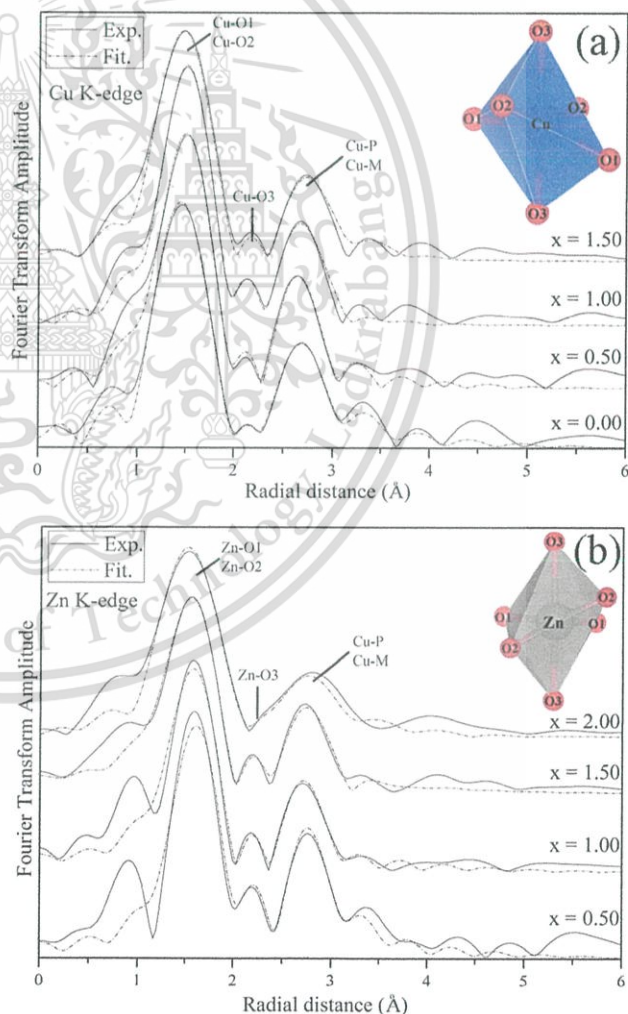 Exp.
Fit.
Cu K-edge
Cu-O1
Cu-O2
Cu-O3
Cu-P
Cu-M
(a)
O3
O1
O2
Cu
O2
O1
O3
x = 1.50
x = 1.00
x = 0.50
x = 0.00
Fourier Transform Amplitude
0 1 2 3 4 5 6
Radial distance (Å)
Exp.
Fit.
Zn K-edge
Zn-O1
Zn-O2
Zn-O3
Cu-P
Cu-M
(b)
O3
O2
O1
Zn
O1
O2
O3
x = 2.00
x = 1.50
x = 1.00
x = 0.50
Fourier Transform Amplitude
0 1 2 3 4 5 6
Radial distance (Å)
of Technology Ladkrabang